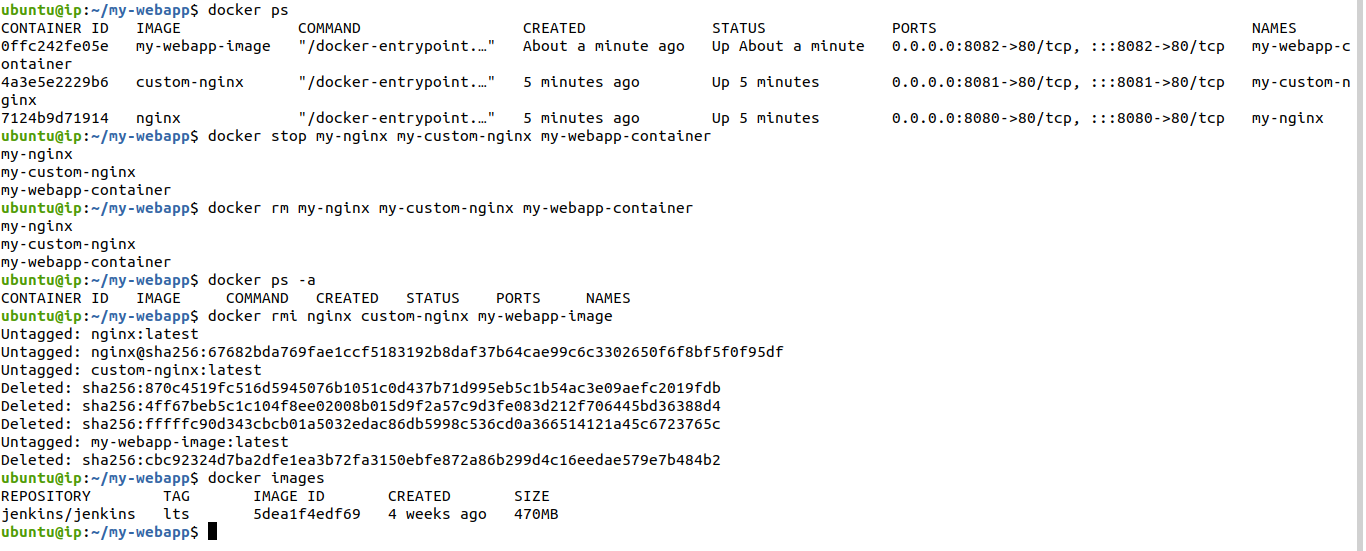 ubuntu@ip:~/my-webapp$ docker ps
CONTAINER ID   IMAGE             COMMAND                  CREATED              STATUS              PORTS                                   NAMES
0ffc242fe05e   my-webapp-image   "/docker-entrypoint.…"   About a minute ago   Up About a minute   0.0.0.0:8082->80/tcp, :::8082->80/tcp   my-webapp-c
ontainer
4a3e5e2229b6   custom-nginx      "/docker-entrypoint.…"   5 minutes ago        Up 5 minutes        0.0.0.0:8081->80/tcp, :::8081->80/tcp   my-custom-n
ginx
7124b9d71914   nginx             "/docker-entrypoint.…"   5 minutes ago        Up 5 minutes        0.0.0.0:8080->80/tcp, :::8080->80/tcp   my-nginx
ubuntu@ip:~/my-webapp$ docker stop my-nginx my-custom-nginx my-webapp-container
my-nginx
my-custom-nginx
my-webapp-container
ubuntu@ip:~/my-webapp$ docker rm my-nginx my-custom-nginx my-webapp-container
my-nginx
my-custom-nginx
my-webapp-container
ubuntu@ip:~/my-webapp$ docker ps -a
CONTAINER ID   IMAGE     COMMAND   CREATED   STATUS    PORTS     NAMES
ubuntu@ip:~/my-webapp$ docker rmi nginx custom-nginx my-webapp-image
Untagged: nginx:latest
Untagged: nginx@sha256:67682bda769fae1ccf5183192b8daf37b64cae99c6c3302650f6f8bf5f0f95df
Untagged: custom-nginx:latest
Deleted: sha256:870c4519fc516d5945076b1051c0d437b71d995eb5c1b54ac3e09aefc2019fdb
Deleted: sha256:4ff67beb5c1c104f8ee02008b015d9f2a57c9d3fe083d212f706445bd36388d4
Deleted: sha256:fffffc90d343cbcb01a5032edac86db5998c536cd0a366514121a45c6723765c
Untagged: my-webapp-image:latest
Deleted: sha256:cbc92324d7ba2dfe1ea3b72fa3150ebfe872a86b299d4c16eedae579e7b484b2
ubuntu@ip:~/my-webapp$ docker images
REPOSITORY        TAG       IMAGE ID       CREATED       SIZE
jenkins/jenkins   lts       5dea1f4edf69   4 weeks ago   470MB
ubuntu@ip:~/my-webapp$